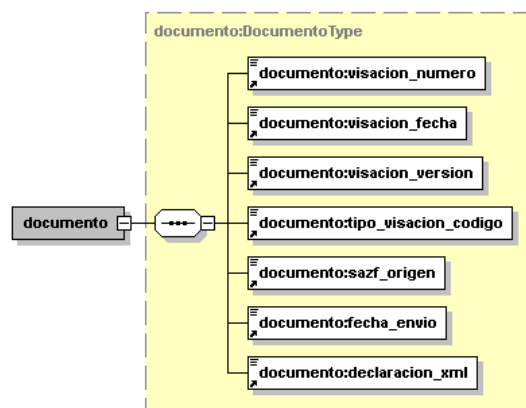 documento:DocumentoType
documento:visacion_numero
documento:visacion_fecha
documento:visacion_version
documento
documento:tipo_visacion_codigo
documento:sazf_origen
documento:fecha_envio
documento:declaracion_xml